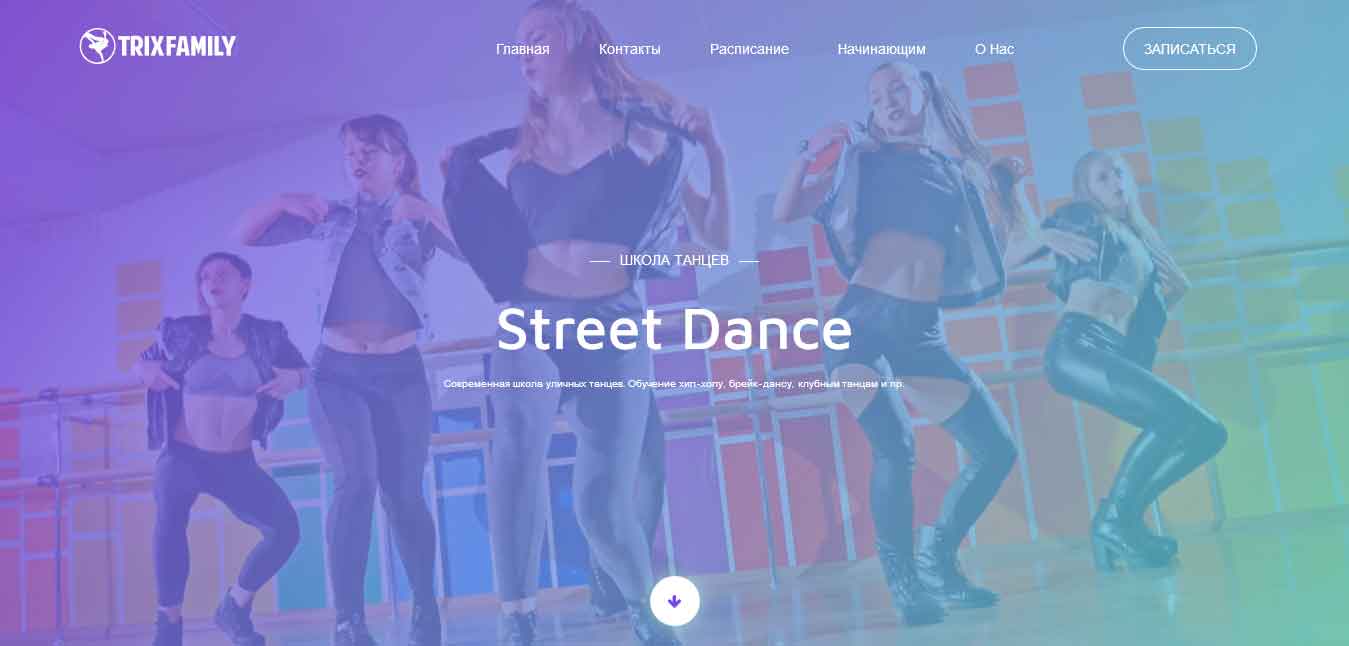 TRIXFAMILY
Главная
Контакты
Расписание
Начинающим
О Нас
ЗАПИСАТЬСЯ
ШКОЛА ТАНЦЕВ
Street Dance
Современная школа уличных танцев. Обучение хип-хопу, брейк-дансу, клубным танцам и пр.